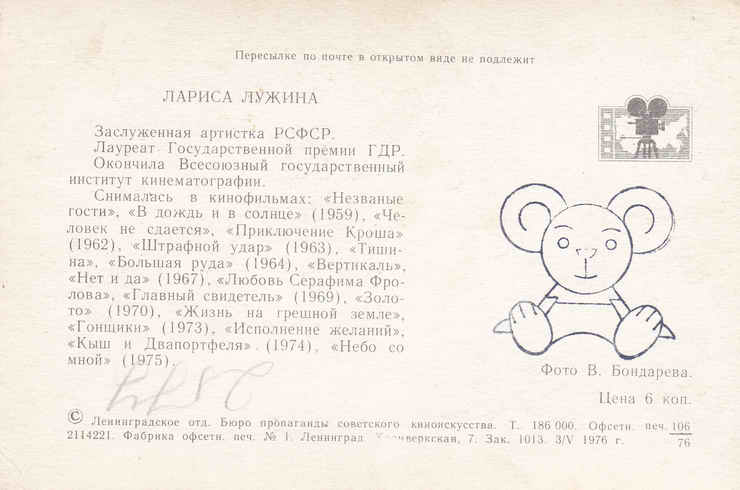 Пересылке по почте в открытом виде не подлежит
ЛАРИСА ЛУЖИНА
Заслуженная артистка РСФСР.
Лауреат Государственной премии ГДР.
Окончила Всесоюзный государственный
институт кинематографии.
Снималась в кинофильмах: «Незваные
гости», «В дождь и в солнце» (1959), «Че-
ловек не сдается», «Приключение Кроша»
(1962), «Штрафной удар» (1963), «Тиши-
на», «Большая руда» (1964), «Вертикаль»,
«Нет и да» (1967), «Любовь Серафима Фро-
лова», «Главный свидетель» (1969), «Золо-
то» (1970), «Жизнь на грешной земле»,
«Гонщики» (1973), «Исполнение желаний»,
«Кыш и Двапортфеля». (1974), «Небо со
мной» (1975).
Фото В. Бондарева.
Цена 6 коп.
© Ленинградское отд. Бюро пропаганды советского киноискусства. Т. 186 000. Офсетн. печ. 106
2114221. Фабрика офсетн. печ. № 1. Ленинград, 7. Зак. 1013. 3/V 1976 г. 76